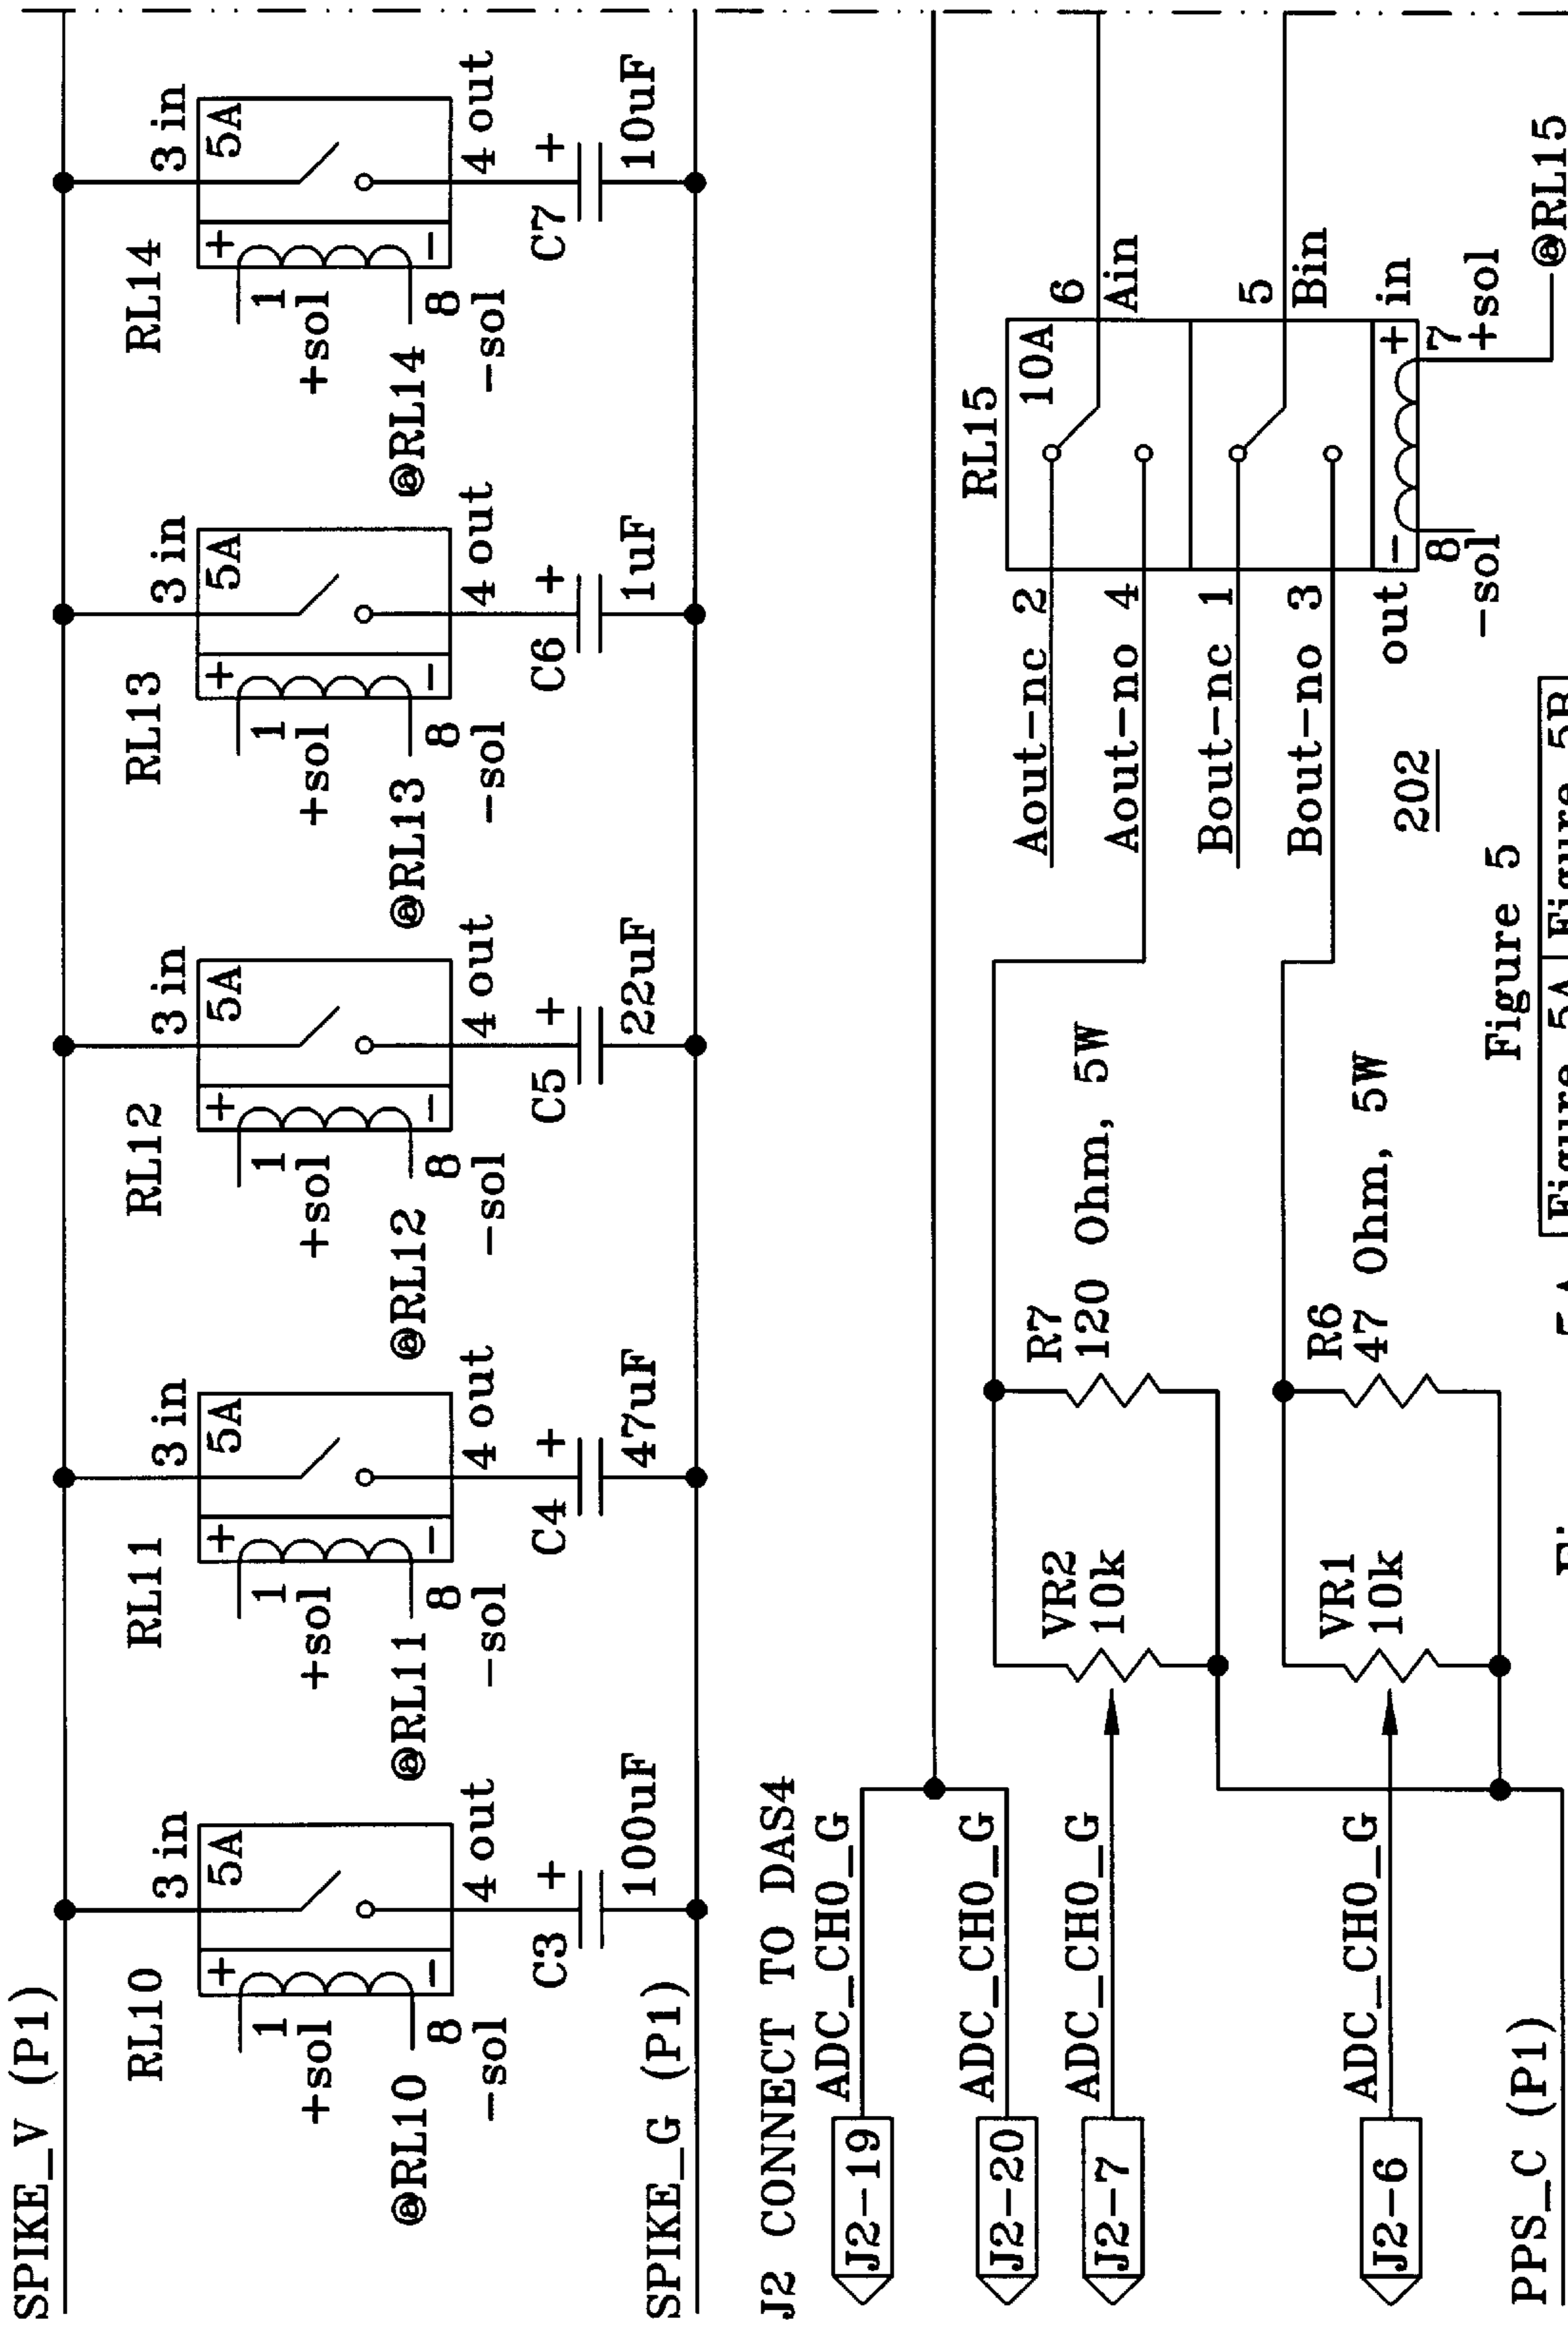 SPIKE_V (P1)
RL10
3 in
5A
+
1
+sol
@RL10
-
8
-sol
4 out
C3
+
100uF
RL11
3 in
5A
+
1
+sol
@RL11
-
8
-sol
4 out
C4
+
47uF
RL12
3 in
5A
+
1
+sol
@RL12
-
8
-sol
4 out
C5
+
22uF
RL13
3 in
5A
+
1
+sol
@RL13
-
8
-sol
4 out
C6
+
1uF
RL14
3 in
5A
+
1
+sol
@RL14
-
8
-sol
4 out
C7
+
10uF
SPIKE_G (P1)
J2 CONNECT TO DAS4
J2-19
ADC_CH0_G
J2-20
ADC_CH0_G
J2-7
ADC_CH0_G
J2-6
ADC_CH0_G
PPS_C (P1)
VR2
10k
R7
120 Ohm, 5W
VR1
10k
R6
47 Ohm, 5W
RL15
10A
Aout-nc 2
6
Ain
Aout-no 4
Bout-nc 1
5
Bin
Bout-no 3
out
-
+
in
8
-sol
7
+sol
@RL15
202
Figure 5
Figure 5A Figure 5B